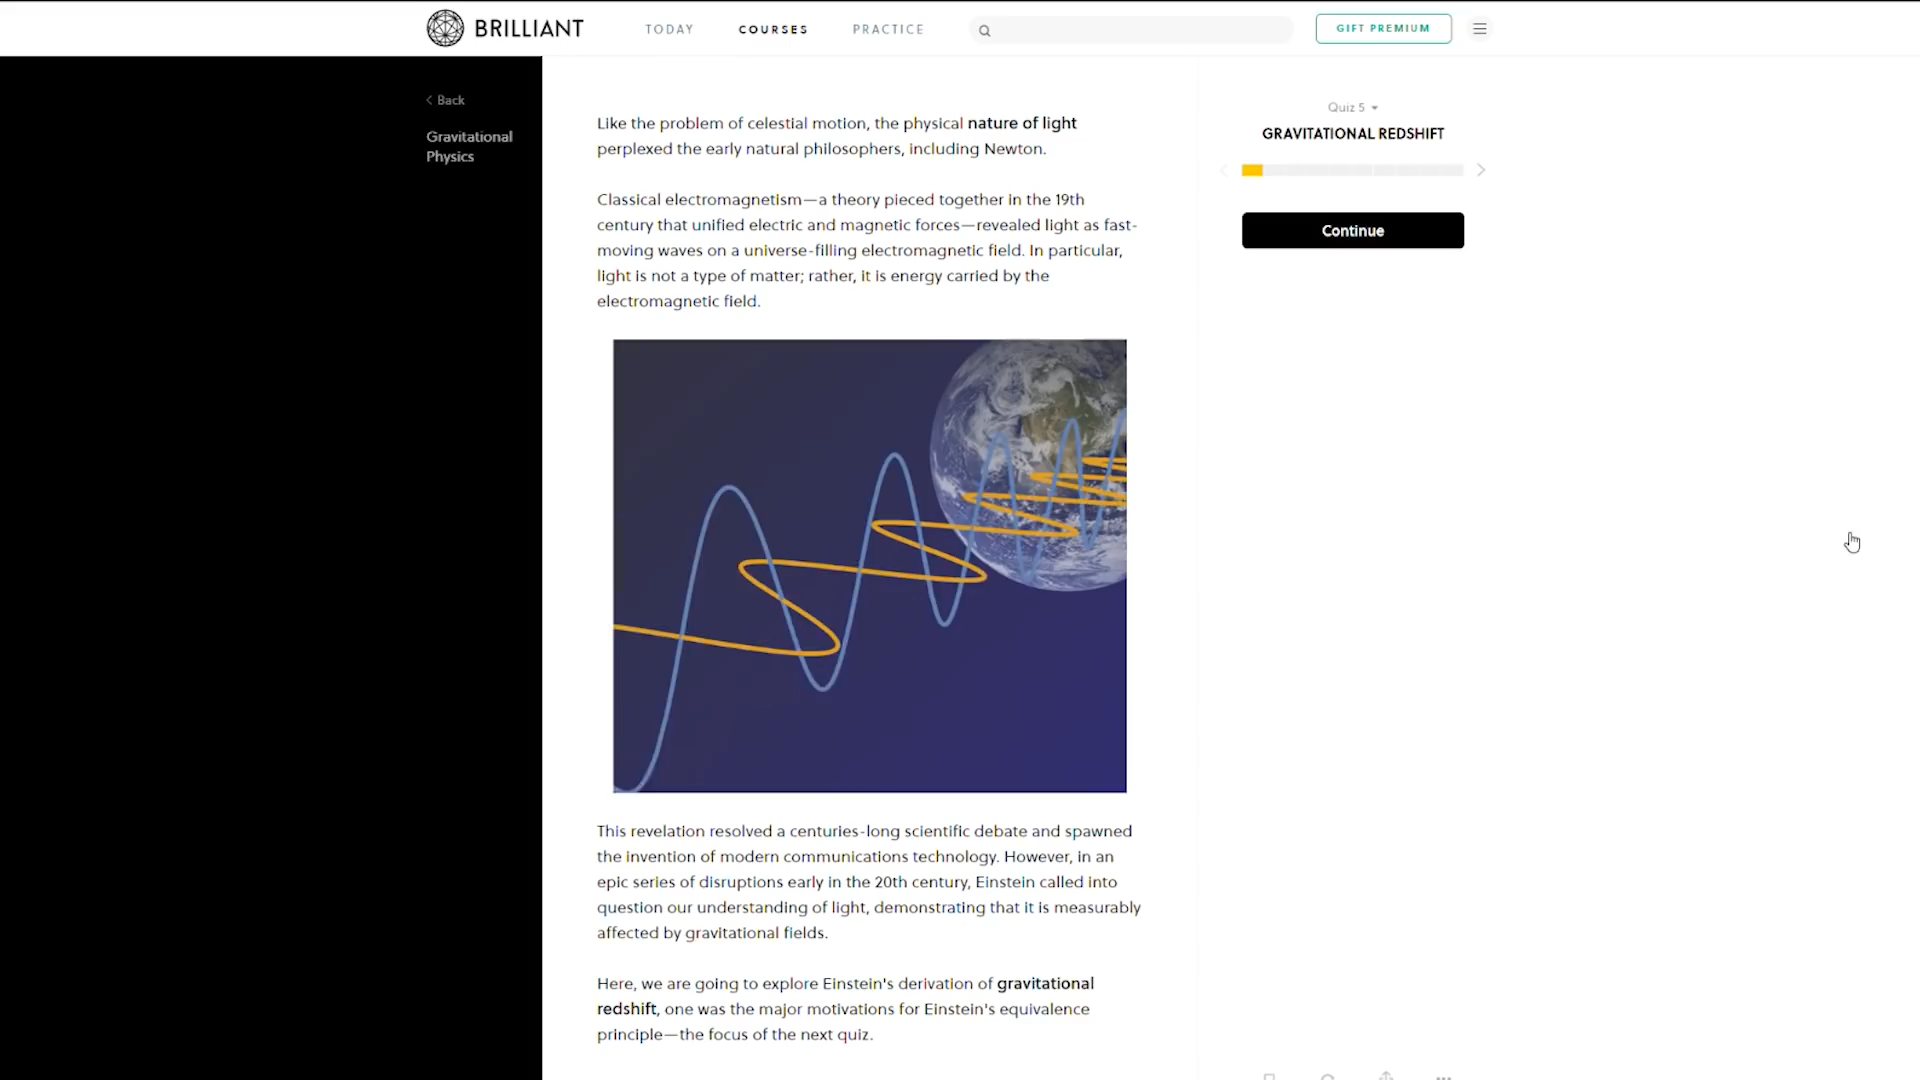 BRILLIANT
TODAY
COURSES
PRACTICE
GIFT PREMIUM
Back
Gravitational
Physics
Like the problem of celestial motion, the physical nature of light
perplexed the early natural philosophers, including Newton.
Classical electromagnetism—a theory pieced together in the 19th
century that unified electric and magnetic forces—revealed light as fast-
moving waves on a universe-filling electromagnetic field. In particular,
light is not a type of matter; rather, it is energy carried by the
electromagnetic field.
This revelation resolved a centuries-long scientific debate and spawned
the invention of modern communications technology. However, in an
epic series of disruptions early in the 20th century, Einstein called into
question our understanding of light, demonstrating that it is measurably
affected by gravitational fields.
Here, we are going to explore Einstein's derivation of gravitational
redshift, one was the major motivations for Einstein's equivalence
principle—the focus of the next quiz.
Quiz 5
GRAVITATIONAL REDSHIFT
Continue